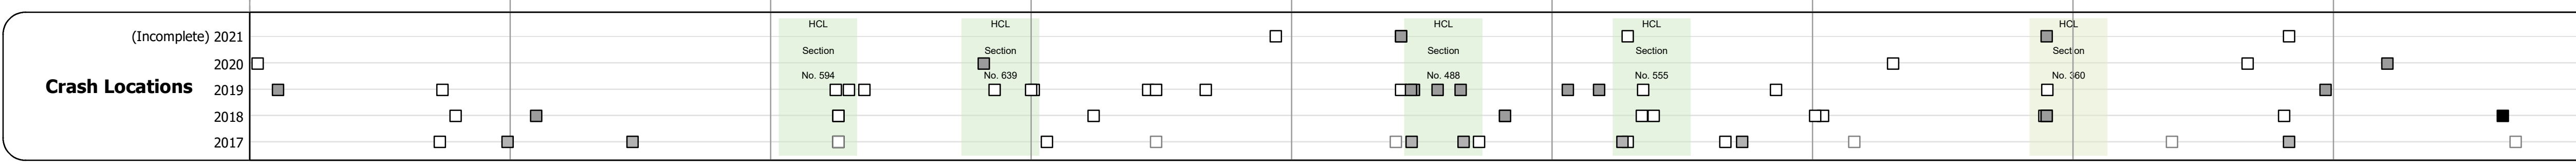 HCL HCL HCL HCL HCL
(Incomplete) 2021
Section Section Section Section Section
2020
No. 594 No. 639 No. 488 No. 555 No. 360
Crash Locations 2019
2018
2017